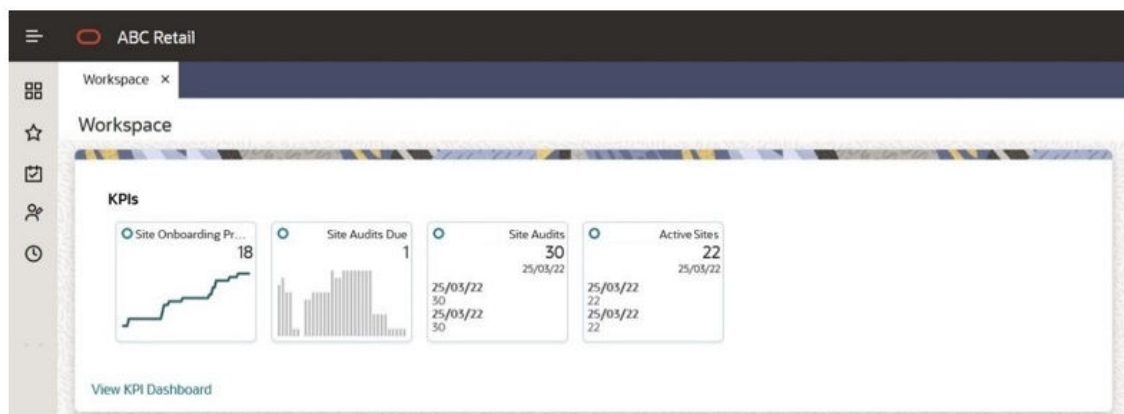 ABC Retail
Workspace ×
Workspace
KPIs
Site Onboarding Pr...
18
Site Audits Due
1
Site Audits
30
25/03/22
25/03/22
30
25/03/22
30
Active Sites
22
25/03/22
25/03/22
22
25/03/22
22
View KPI Dashboard